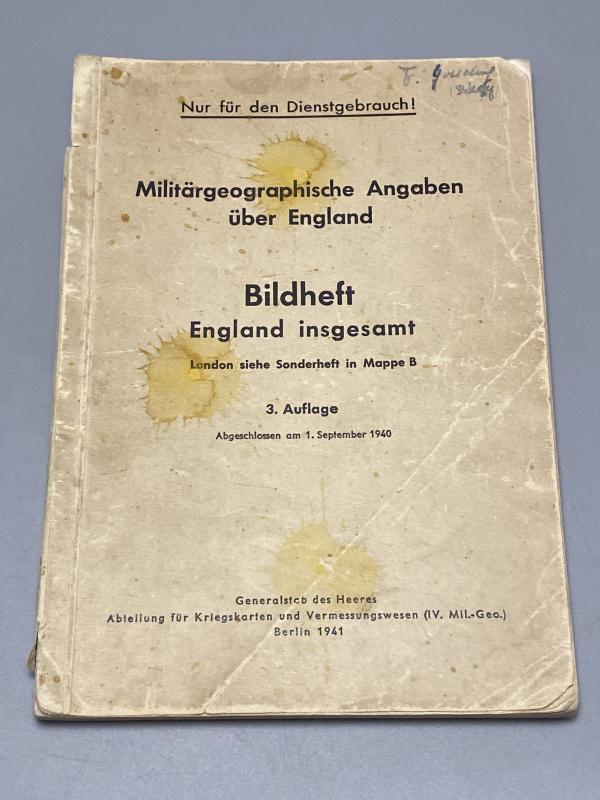 Nur für den Dienstgebrauch!
Militärgeographische Angaben
über England
Bildheft
England insgesamt
London siehe Sonderheft in Mappe B
3. Auflage
Abgeschlossen am 1. September 1940
Generalstab des Heeres
Abteilung für Kriegskarten und Vermessungswesen (IV. Mil.-Geo.)
Berlin 1941